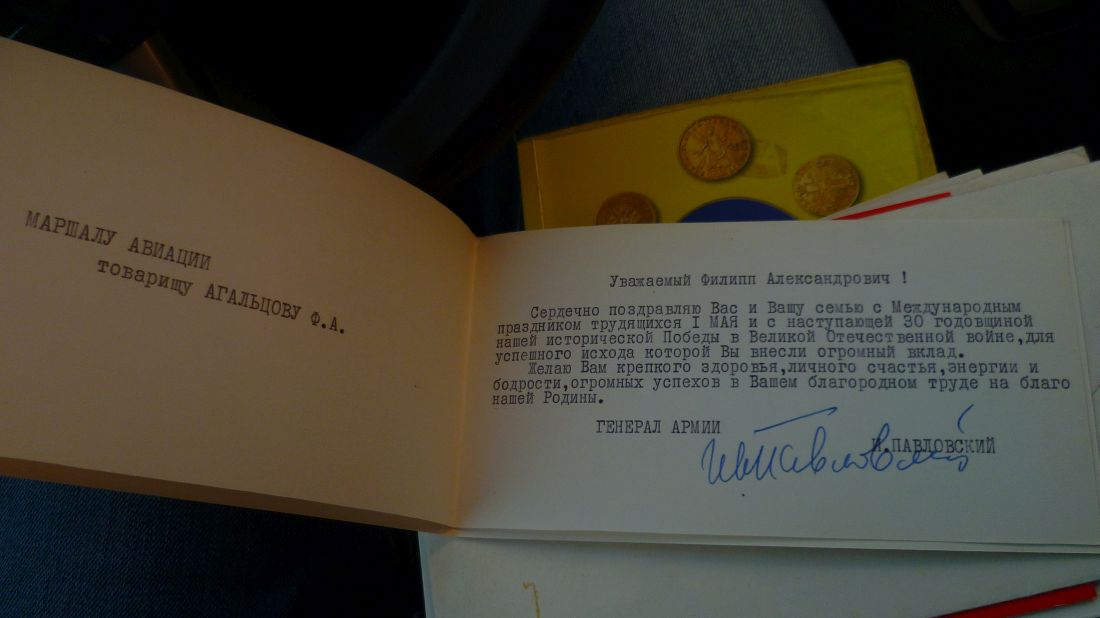 МАРШАЛУ АВИАЦИИ
товарищу АГАЛЬЦОВУ Ф.А.
Уважаемый Филипп Александрович !
Сердечно поздравляю Вас и Вашу семью с Международным
праздником трудящихся I МАЯ и с наступающей 30 годовщиной
нашей исторической Победы в Великой Отечественной войне,для
успешного исхода которой Вы внесли огромный вклад.
Желаю Вам крепкого здоровья,личного счастья,энергии и
бодрости,огромных успехов в Вашем благородном труде на благо
нашей Родины.
ГЕНЕРАЛ АРМИИ
И.ПАВЛОВСКИЙ